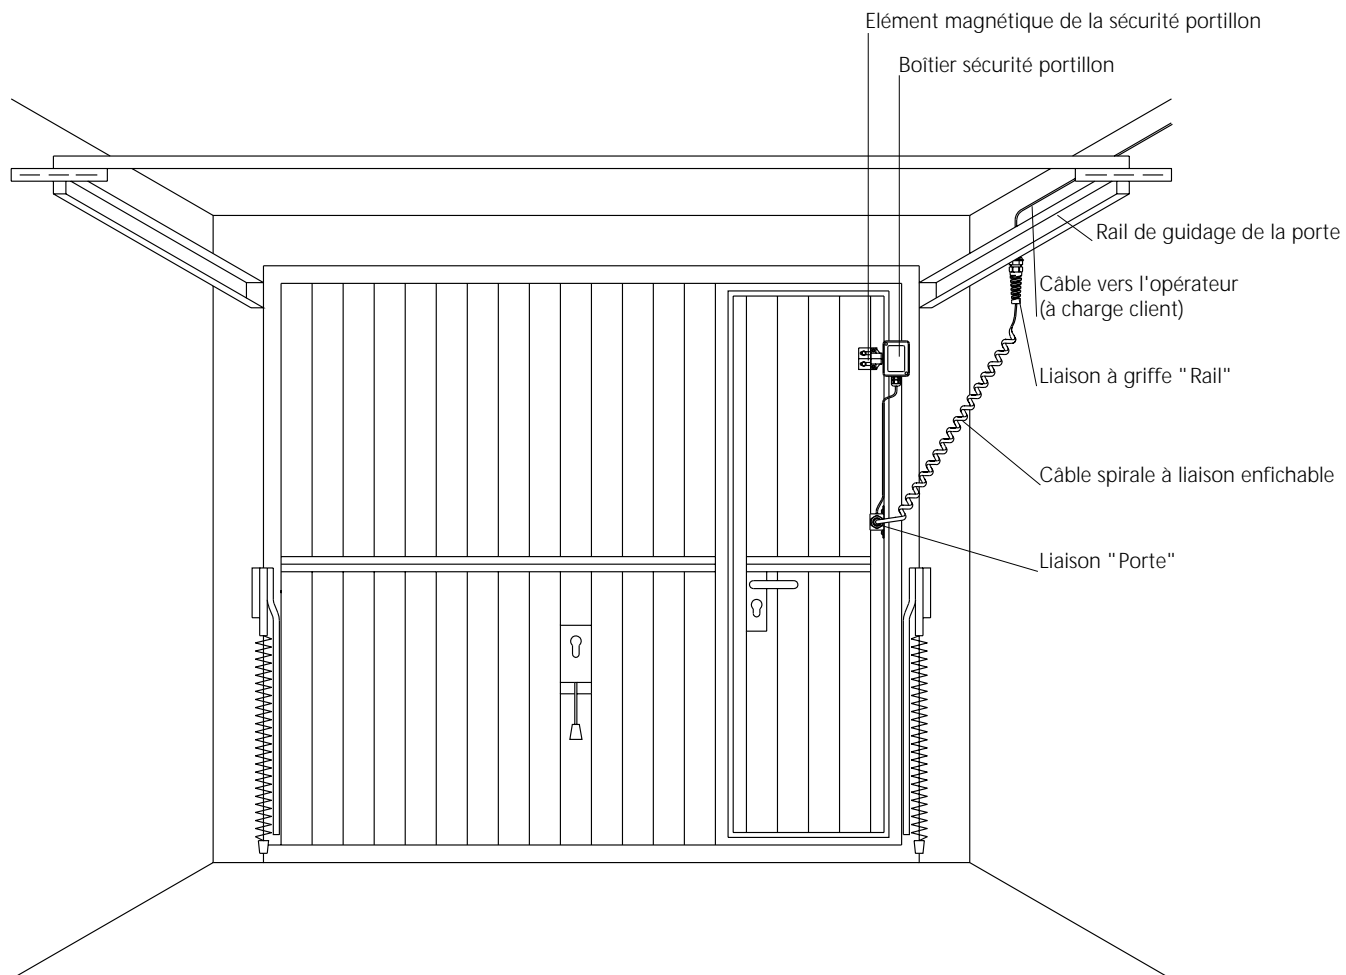 Elément magnétique de la sécurité portillon
Boîtier sécurité portillon
Rail de guidage de la porte
Câble vers l'opérateur
(à charge client)
Liaison à griffe "Rail"
Câble spirale à liaison enfichable
Liaison "Porte"